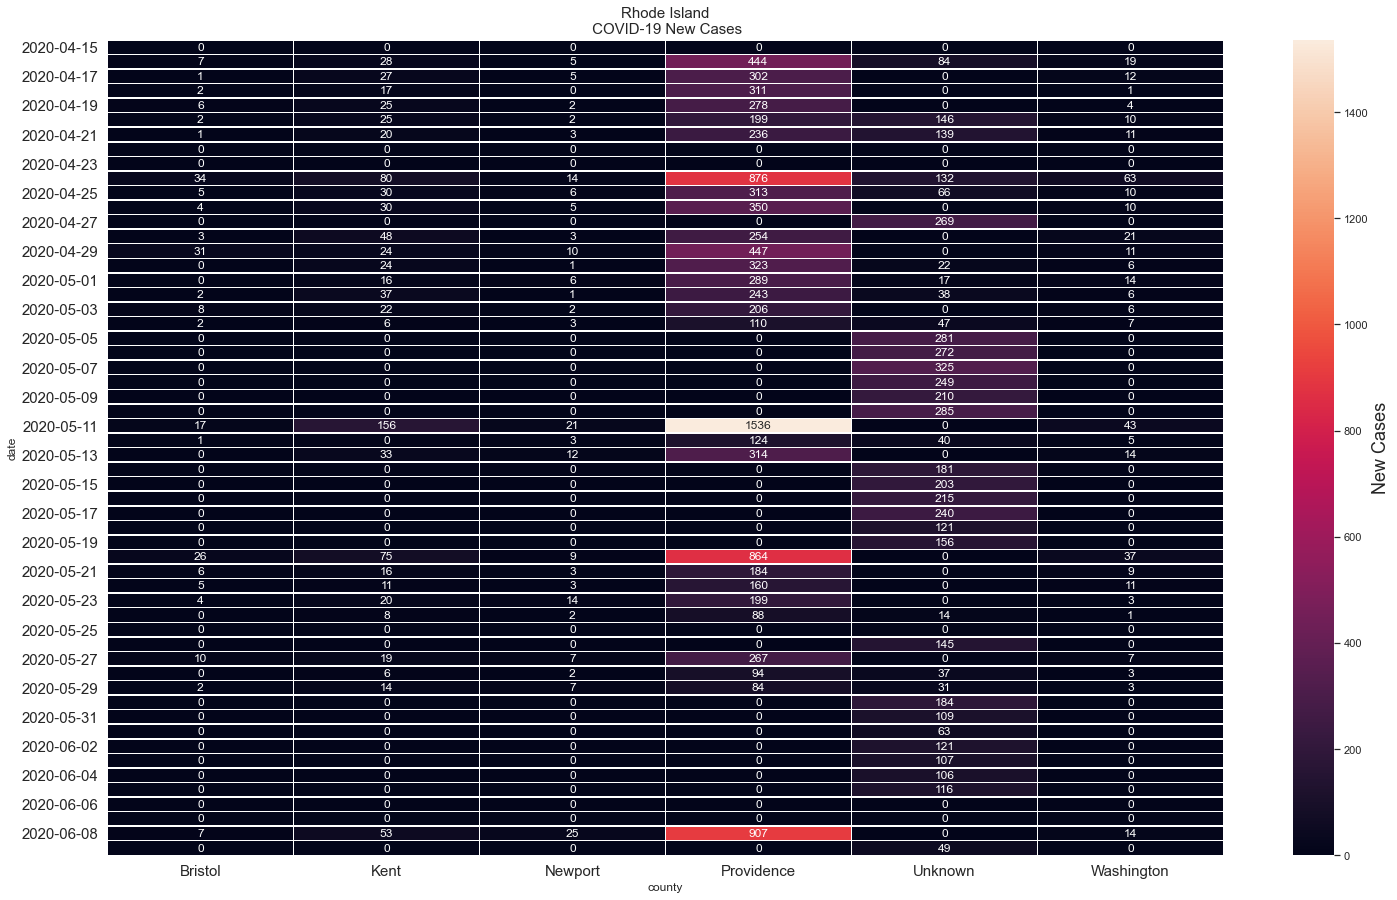 Rhode Island
COVID-19 New Cases
2020-04-15 0 0 0 0 0 0
7 28 5 444 84 19
2020-04-17 1 27 5 302 0 12
2 17 0 311 0 1
2020-04-19 6 25 2 278 0 4
2 25 2 199 146 10
2020-04-21 1 20 3 236 139 11
0 0 0 0 0 0
2020-04-23 0 0 0 0 0 0
34 80 14 876 132 63
2020-04-25 5 30 6 313 66 10
4 30 5 350 0 10
2020-04-27 0 0 0 0 269 0
3 48 3 254 0 21
2020-04-29 31 24 10 447 0 11
0 24 1 323 22 6
2020-05-01 0 16 6 289 17 14
2 37 1 243 38 6
2020-05-03 8 22 2 206 0 6
2 6 3 110 47 7
2020-05-05 0 0 0 0 281 0
0 0 0 0 272 0
2020-05-07 0 0 0 0 325 0
0 0 0 0 249 0
2020-05-09 0 0 0 0 210 0
0 0 0 0 285 0
2020-05-11 17 156 21 1536 0 43
1 0 3 124 40 5
2020-05-13 0 33 12 314 0 14
0 0 0 0 181 0
2020-05-15 0 0 0 0 203 0
0 0 0 0 215 0
2020-05-17 0 0 0 0 240 0
0 0 0 0 121 0
2020-05-19 0 0 0 0 156 0
26 75 9 864 0 37
2020-05-21 6 16 3 184 0 9
5 11 3 160 0 11
2020-05-23 4 20 14 199 0 3
0 8 2 88 14 1
2020-05-25 0 0 0 0 0 0
0 0 0 0 145 0
2020-05-27 10 19 7 267 0 7
0 6 2 94 37 3
2020-05-29 2 14 7 84 31 3
0 0 0 0 184 0
2020-05-31 0 0 0 0 109 0
0 0 0 0 63 0
2020-06-02 0 0 0 0 121 0
0 0 0 0 107 0
2020-06-04 0 0 0 0 106 0
0 0 0 0 116 0
2020-06-06 0 0 0 0 0 0
0 0 0 0 0 0
2020-06-08 7 53 25 907 0 14
0 0 0 0 49 0
Bristol Kent Newport Providence Unknown Washington
county
date
1400
1200
1000
800
600
400
200
0
New Cases